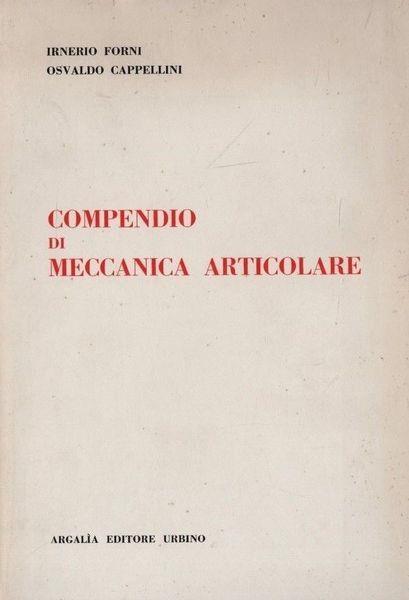 IRNERIO FORNI
OSVALDO CAPPELLINI
COMPENDIO
DI
MECCANICA ARTICOLARE
ARGALÌA EDITORE URBINO